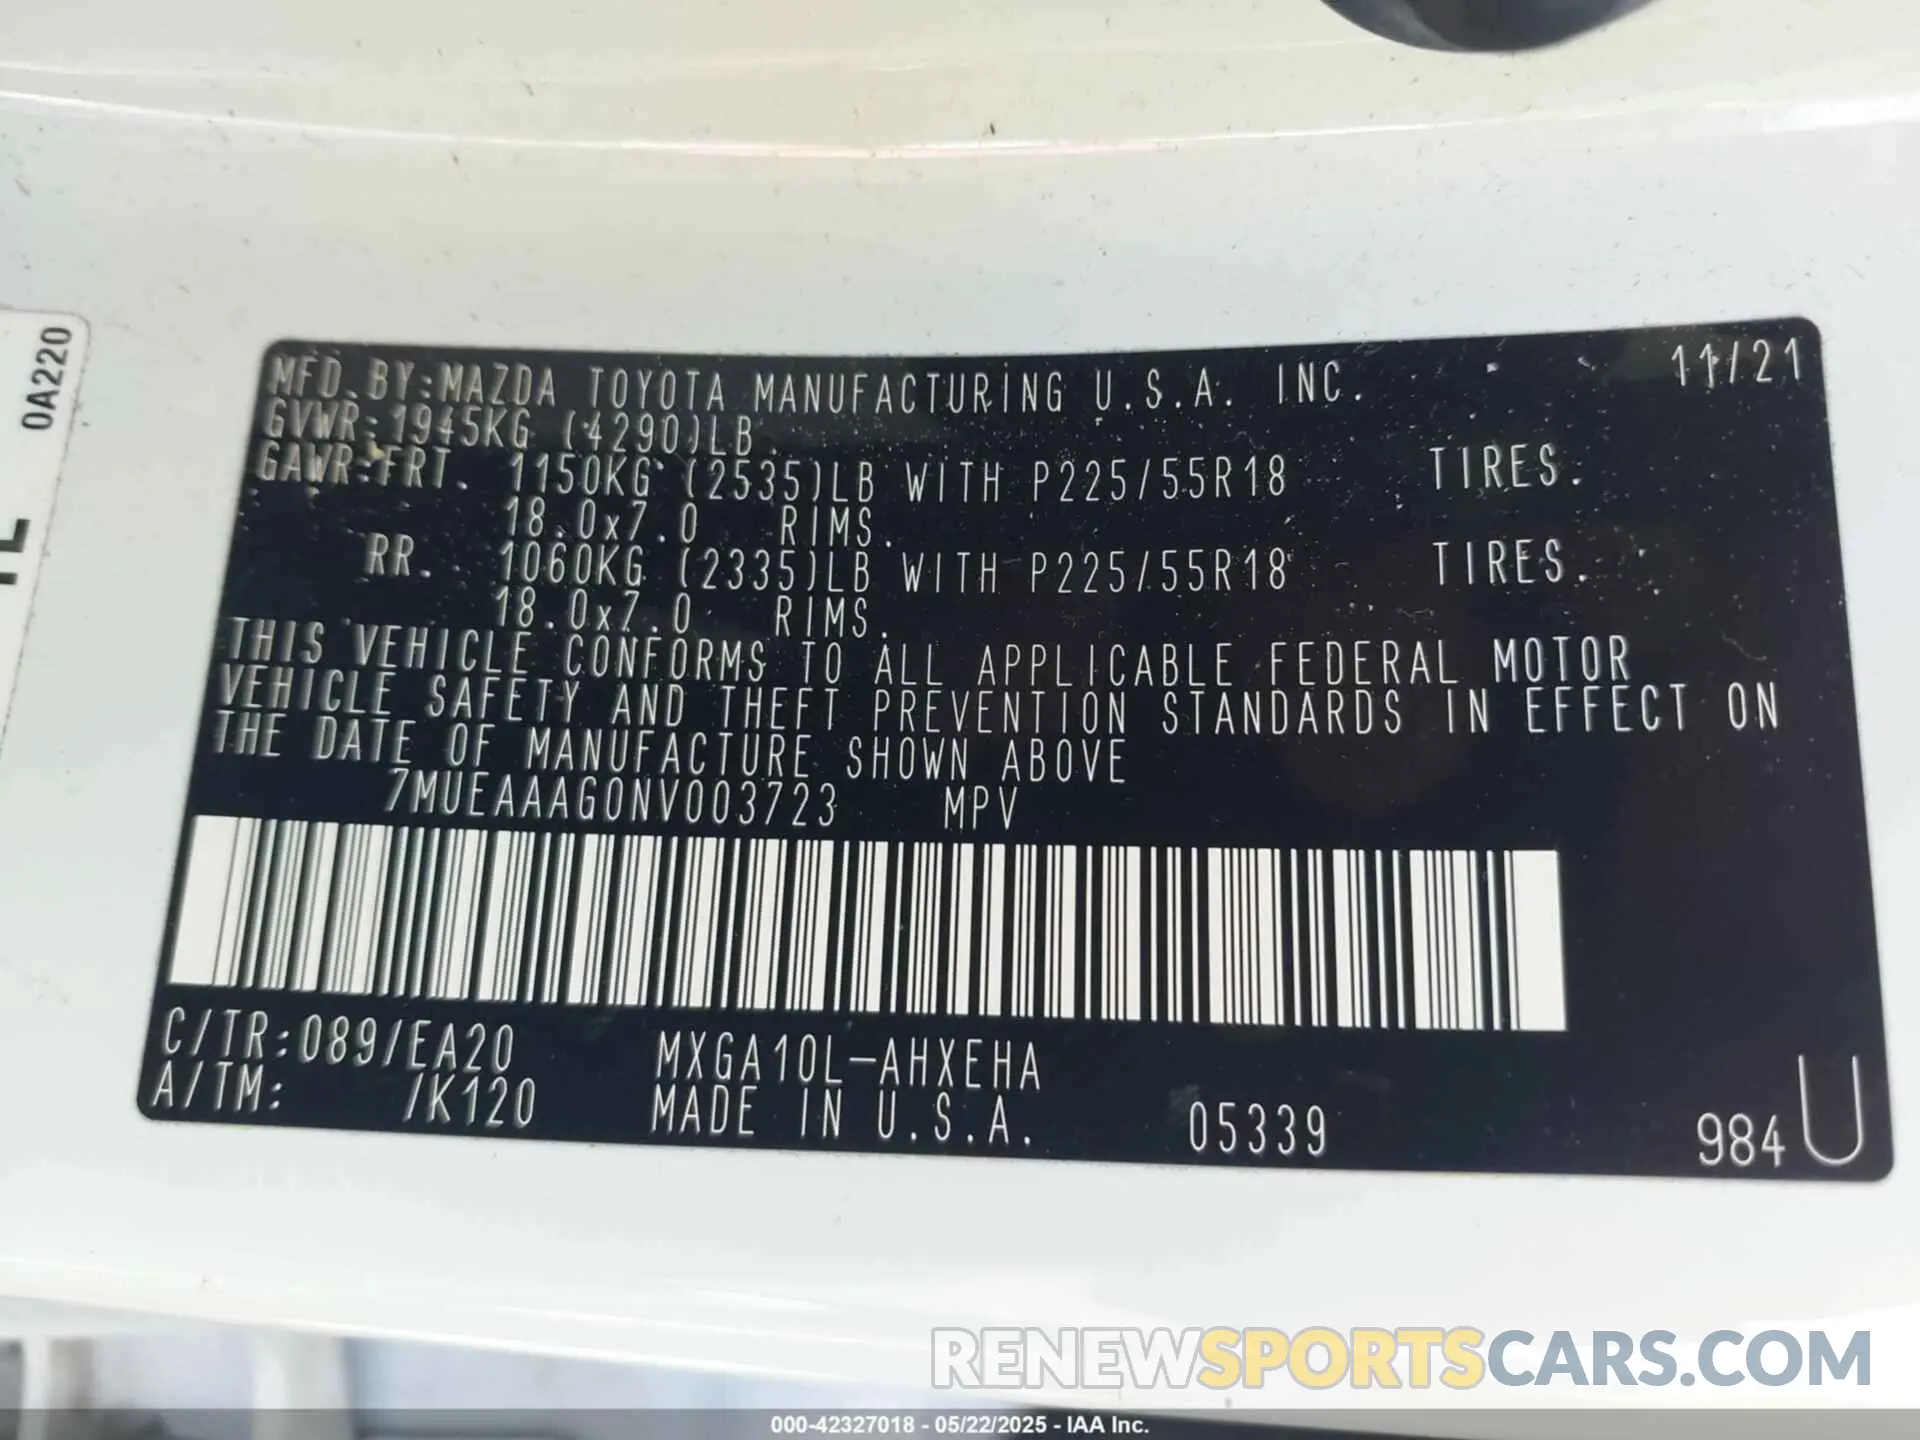 0A220
MFD.BY:MAZDA TOYOTA MANUFACTURING U.S.A. INC. 11/21
GVWR:1945KG (4290)LB
GAWR:FRT. 1150KG (2535)LB WITH P225/55R18 TIRES.
18.0x7.0 RIMS.
RR. 1060KG (2335)LB WITH P225/55R18 TIRES.
18.0x7.0 RIMS.
THIS VEHICLE CONFORMS TO ALL APPLICABLE FEDERAL MOTOR
VEHICLE SAFETY AND THEFT PREVENTION STANDARDS IN EFFECT ON
THE DATE OF MANUFACTURE SHOWN ABOVE
7MUEAAAG0NV003723 MPV
C/TR:089/EA20 MXGA10L-AHXEHA
A/TM: /K120 MADE IN U.S.A. 05339 984 U
RENEWSPORTSCARS.COM
000-42327018 - 05/22/2025 - IAA Inc.